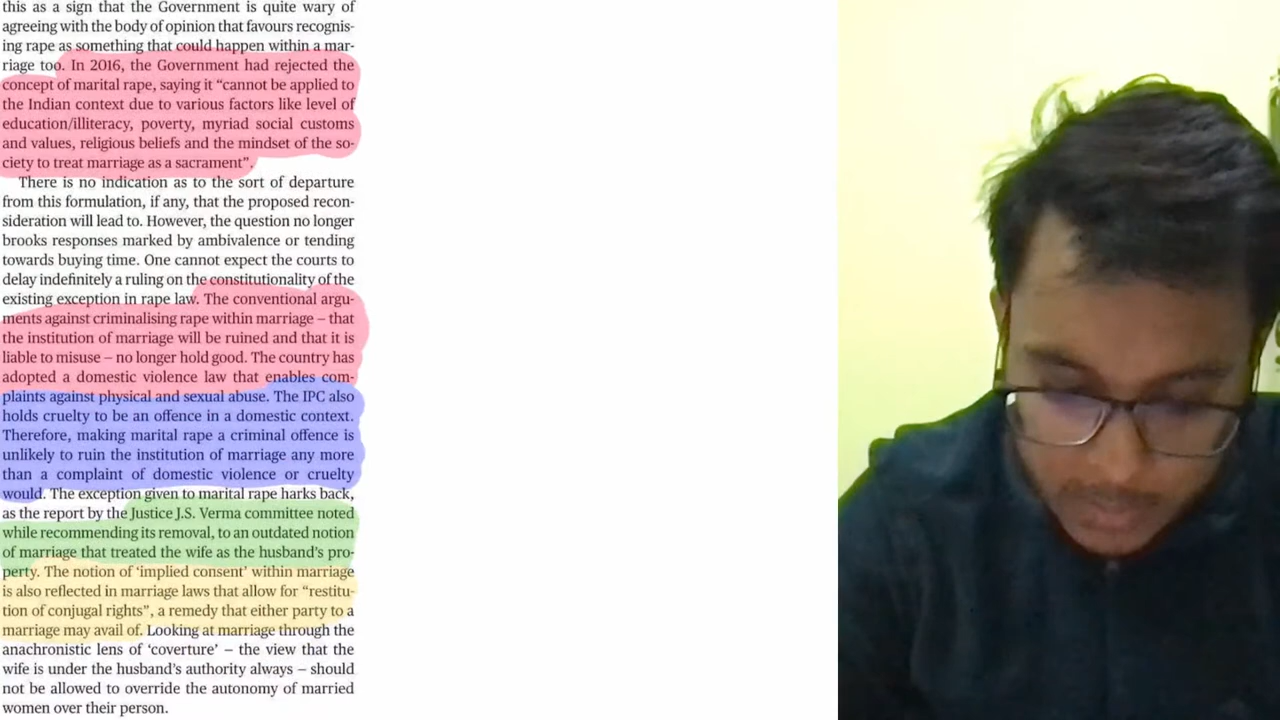 this as a sign that the Government is quite wary of
agreeing with the body of opinion that favours recognis-
ing rape as something that could happen within a mar-
riage too. In 2016, the Government had rejected the
concept of marital rape, saying it “cannot be applied to
the Indian context due to various factors like level of
education/illiteracy, poverty, myriad social customs
and values, religious beliefs and the mindset of the so-
ciety to treat marriage as a sacrament”.
There is no indication as to the sort of departure
from this formulation, if any, that the proposed recon-
sideration will lead to. However, the question no longer
brooks responses marked by ambivalence or tending
towards buying time. One cannot expect the courts to
delay indefinitely a ruling on the constitutionality of the
existing exception in rape law. The conventional argu-
ments against criminalising rape within marriage – that
the institution of marriage will be ruined and that it is
liable to misuse – no longer hold good. The country has
adopted a domestic violence law that enables com-
plaints against physical and sexual abuse. The IPC also
holds cruelty to be an offence in a domestic context.
Therefore, making marital rape a criminal offence is
unlikely to ruin the institution of marriage any more
than a complaint of domestic violence or cruelty
would. The exception given to marital rape harks back,
as the report by the Justice J.S. Verma committee noted
while recommending its removal, to an outdated notion
of marriage that treated the wife as the husband’s pro-
perty. The notion of ‘implied consent’ within marriage
is also reflected in marriage laws that allow for “restitu-
tion of conjugal rights”, a remedy that either party to a
marriage may avail of. Looking at marriage through the
anachronistic lens of ‘coverture’ – the view that the
wife is under the husband’s authority always – should
not be allowed to override the autonomy of married
women over their person.